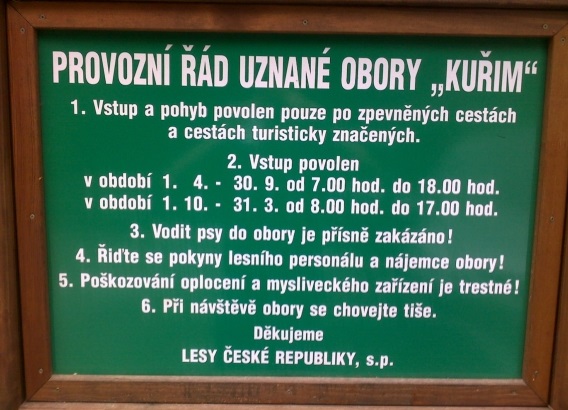 PROVOZNÍ ŘÁD UZNANÉ OBORY „KUŘIM“
1. Vstup a pohyb povolen pouze po zpevněných cestách
a cestách turisticky značených.
2. Vstup povolen
v období 1. 4. - 30. 9. od 7.00 hod. do 18.00 hod.
v období 1. 10. - 31. 3. od 8.00 hod. do 17.00 hod.
3. Vodit psy do obory je přísně zakázáno!
4. Řiďte se pokyny lesního personálu a nájemce obory!
5. Poškozování oplocení a mysliveckého zařízení je trestné!
6. Při návštěvě obory se chovejte tiše.
Děkujeme
LESY ČESKÉ REPUBLIKY, s.p.